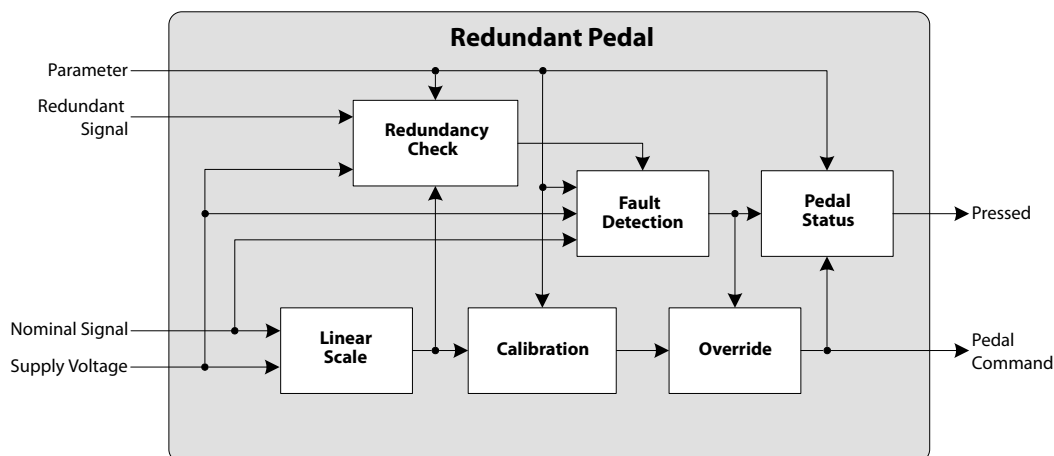 Redundant Pedal
Parameter
Redundant
Signal
Redundancy
Check
Fault
Detection
Pedal
Status
Pressed
Nominal Signal
Supply Voltage
Linear
Scale
Calibration
Override
Pedal
Command